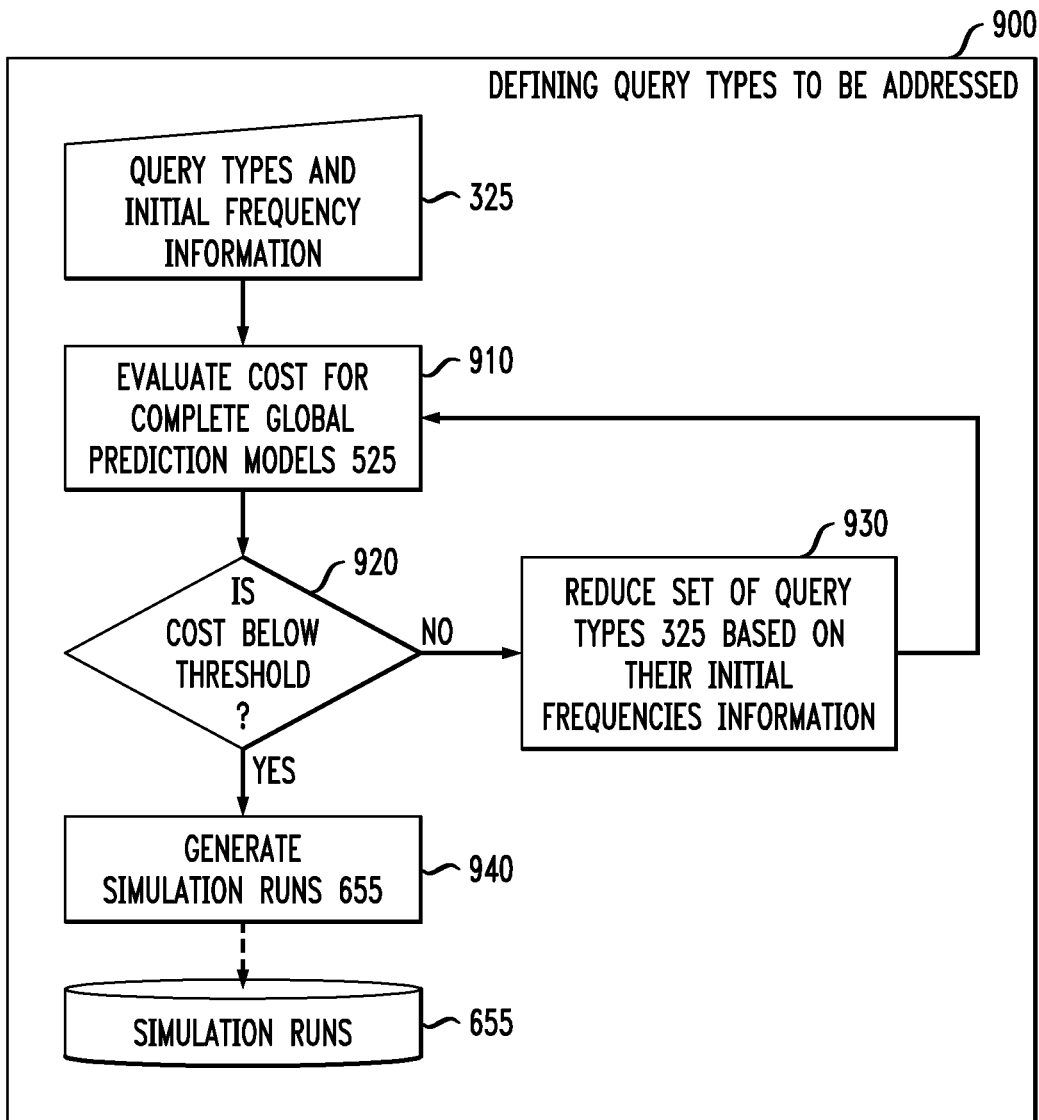 900
DEFINING QUERY TYPES TO BE ADDRESSED
QUERY TYPES AND
INITIAL FREQUENCY
INFORMATION
325
EVALUATE COST FOR
COMPLETE GLOBAL
PREDICTION MODELS 525
910
IS
COST BELOW
THRESHOLD
?
920
NO
REDUCE SET OF QUERY
TYPES 325 BASED ON
THEIR INITIAL
FREQUENCIES INFORMATION
930
YES
GENERATE
SIMULATION RUNS 655
940
SIMULATION RUNS
655